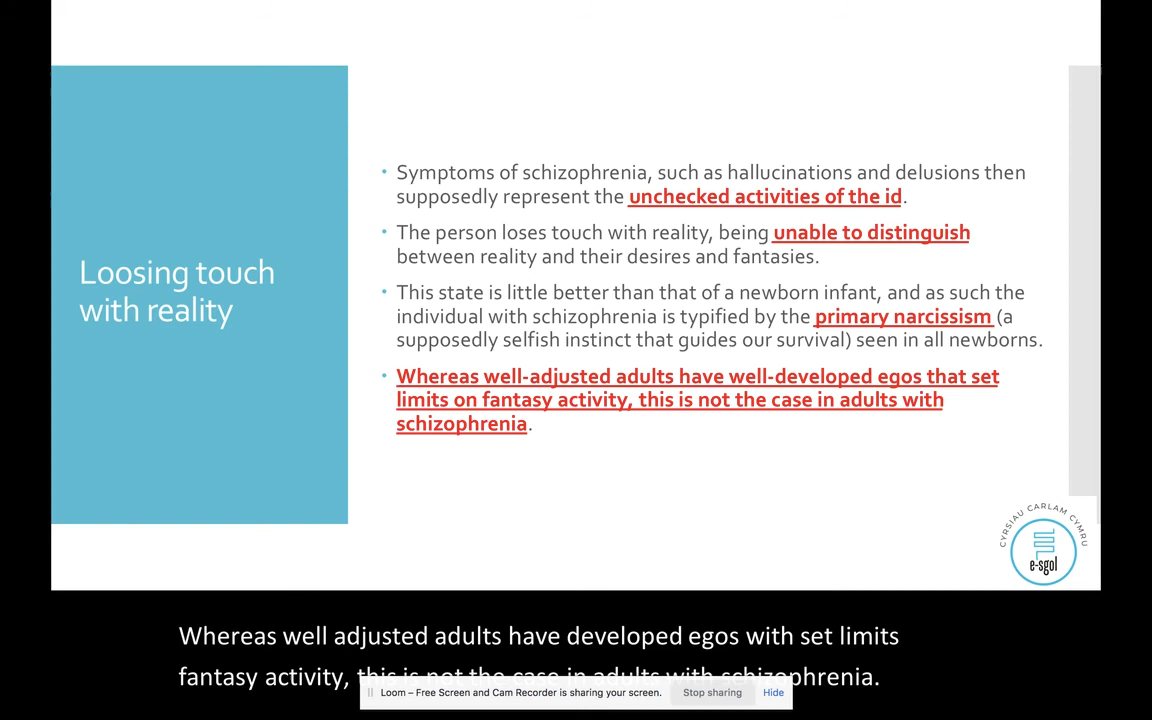 Loosing touch
with reality
• Symptoms of schizophrenia, such as hallucinations and delusions then
supposedly represent the unchecked activities of the id.
• The person loses touch with reality, being unable to distinguish
between reality and their desires and fantasies.
• This state is little better than that of a newborn infant, and as such the
individual with schizophrenia is typified by the primary narcissism (a
supposedly selfish instinct that guides our survival) seen in all newborns.
• Whereas well-adjusted adults have well-developed egos that set
limits on fantasy activity, this is not the case in adults with
schizophrenia.
CYRSIAU CARLAM CYMRU
e-sgol
Whereas well adjusted adults have developed egos with set limits
fantasy activity, this is not the case in adults with schizophrenia.
Loom – Free Screen and Cam Recorder is sharing your screen. Stop sharing Hide